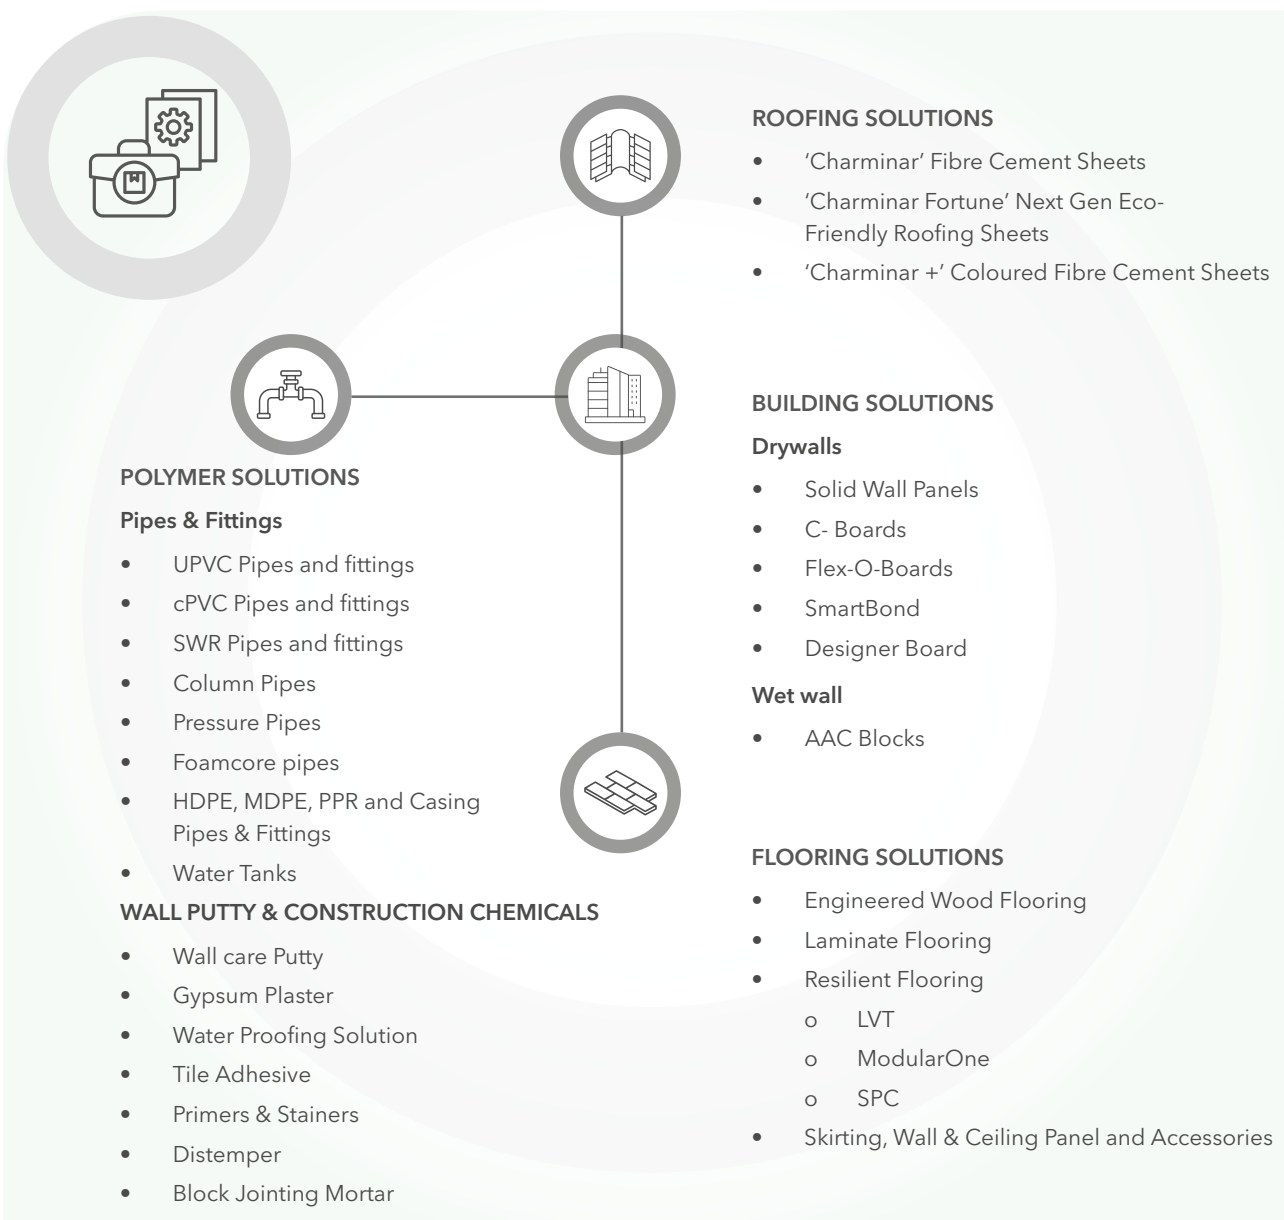 ROOFING SOLUTIONS
• ‘Charminar’ Fibre Cement Sheets
• ‘Charminar Fortune’ Next Gen Eco-
Friendly Roofing Sheets
• ‘Charminar +’ Coloured Fibre Cement Sheets
BUILDING SOLUTIONS
Drywalls
• Solid Wall Panels
• C- Boards
• Flex-O-Boards
• SmartBond
• Designer Board
Wet wall
• AAC Blocks
POLYMER SOLUTIONS
Pipes & Fittings
• UPVC Pipes and fittings
• cPVC Pipes and fittings
• SWR Pipes and fittings
• Column Pipes
• Pressure Pipes
• Foamcore pipes
• HDPE, MDPE, PPR and Casing
Pipes & Fittings
• Water Tanks
WALL PUTTY & CONSTRUCTION CHEMICALS
• Wall care Putty
• Gypsum Plaster
• Water Proofing Solution
• Tile Adhesive
• Primers & Stainers
• Distemper
• Block Jointing Mortar
FLOORING SOLUTIONS
• Engineered Wood Flooring
• Laminate Flooring
• Resilient Flooring
o LVT
o ModularOne
o SPC
• Skirting, Wall & Ceiling Panel and Accessories